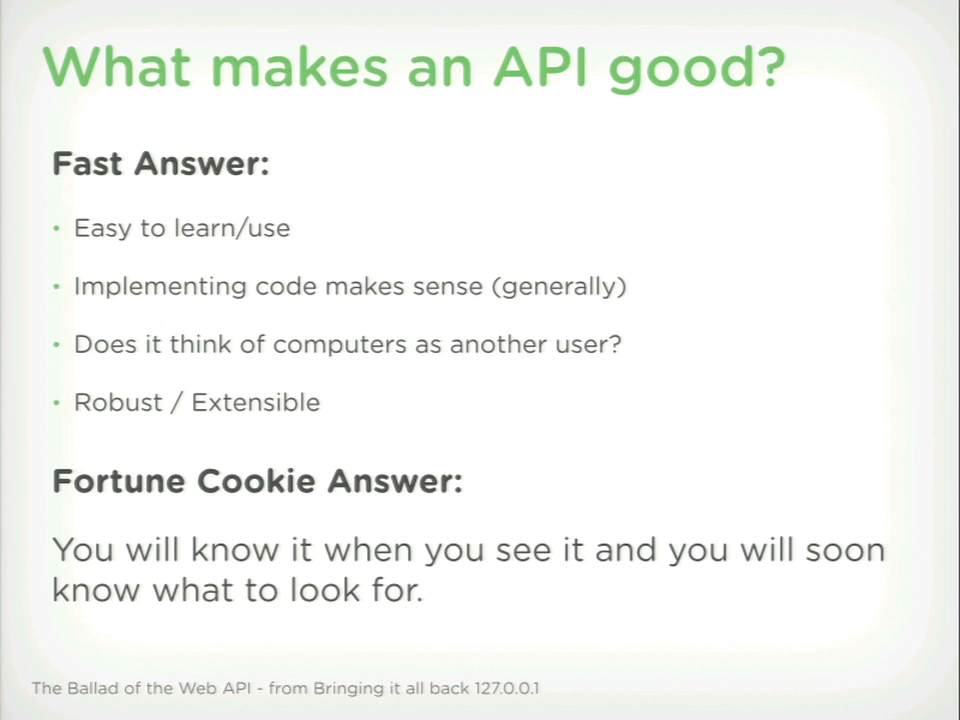 What makes an API good?
Fast Answer:
• Easy to learn/use
• Implementing code makes sense (generally)
• Does it think of computers as another user?
• Robust / Extensible
Fortune Cookie Answer:
You will know it when you see it and you will soon
know what to look for.
The Ballad of the Web API - from Bringing it all back 127.0.0.1